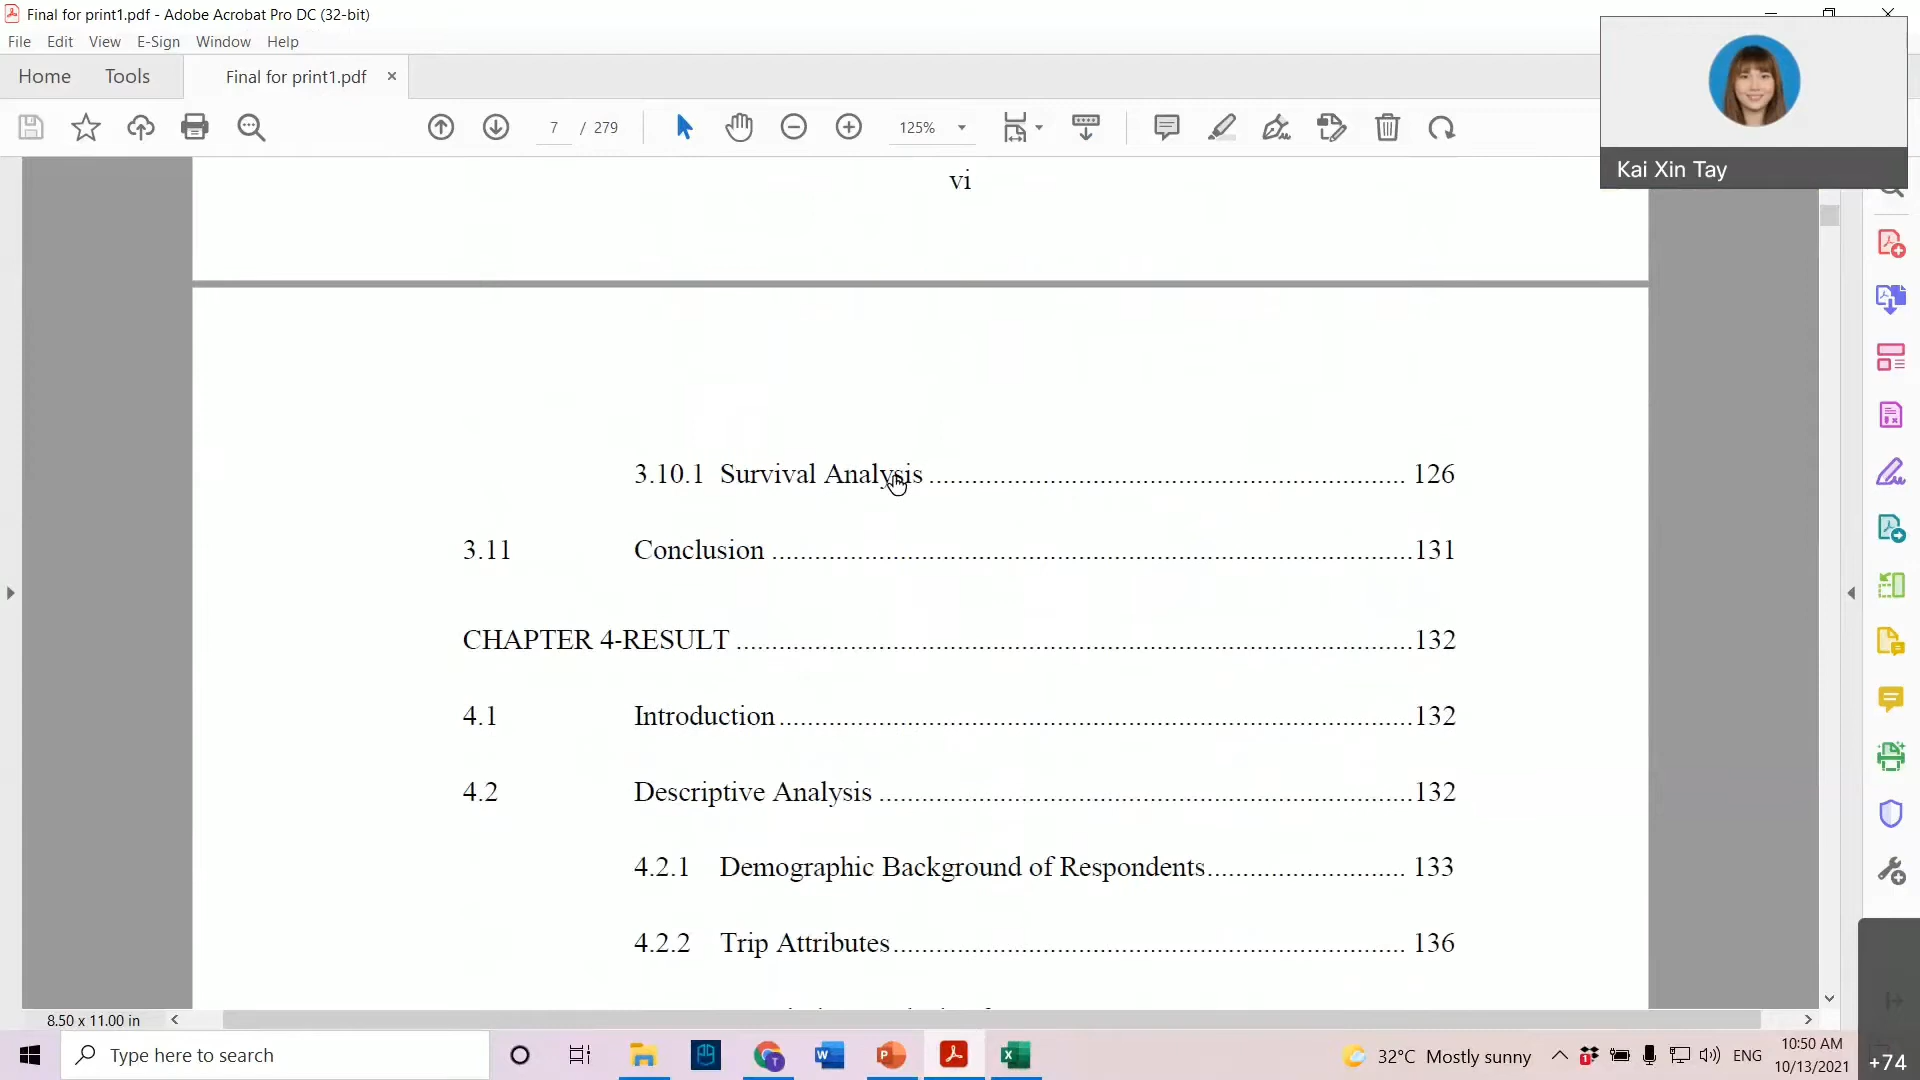 Final for print1.pdf - Adobe Acrobat Pro DC (32-bit)
File Edit View E-Sign Window Help
Home Tools Final for print1.pdf ×
7 / 279 125%
Kai Xin Tay
vi
3.10.1 Survival Analysis ........................................................ 126
3.11 Conclusion ........................................................131
CHAPTER 4-RESULT ........................................................132
4.1 Introduction ........................................................132
4.2 Descriptive Analysis ........................................................132
4.2.1 Demographic Background of Respondents............................ 133
4.2.2 Trip Attributes........................................................ 136
8.50 x 11.00 in
Type here to search
32°C Mostly sunny
ENG
10:50 AM
10/13/2021
+74